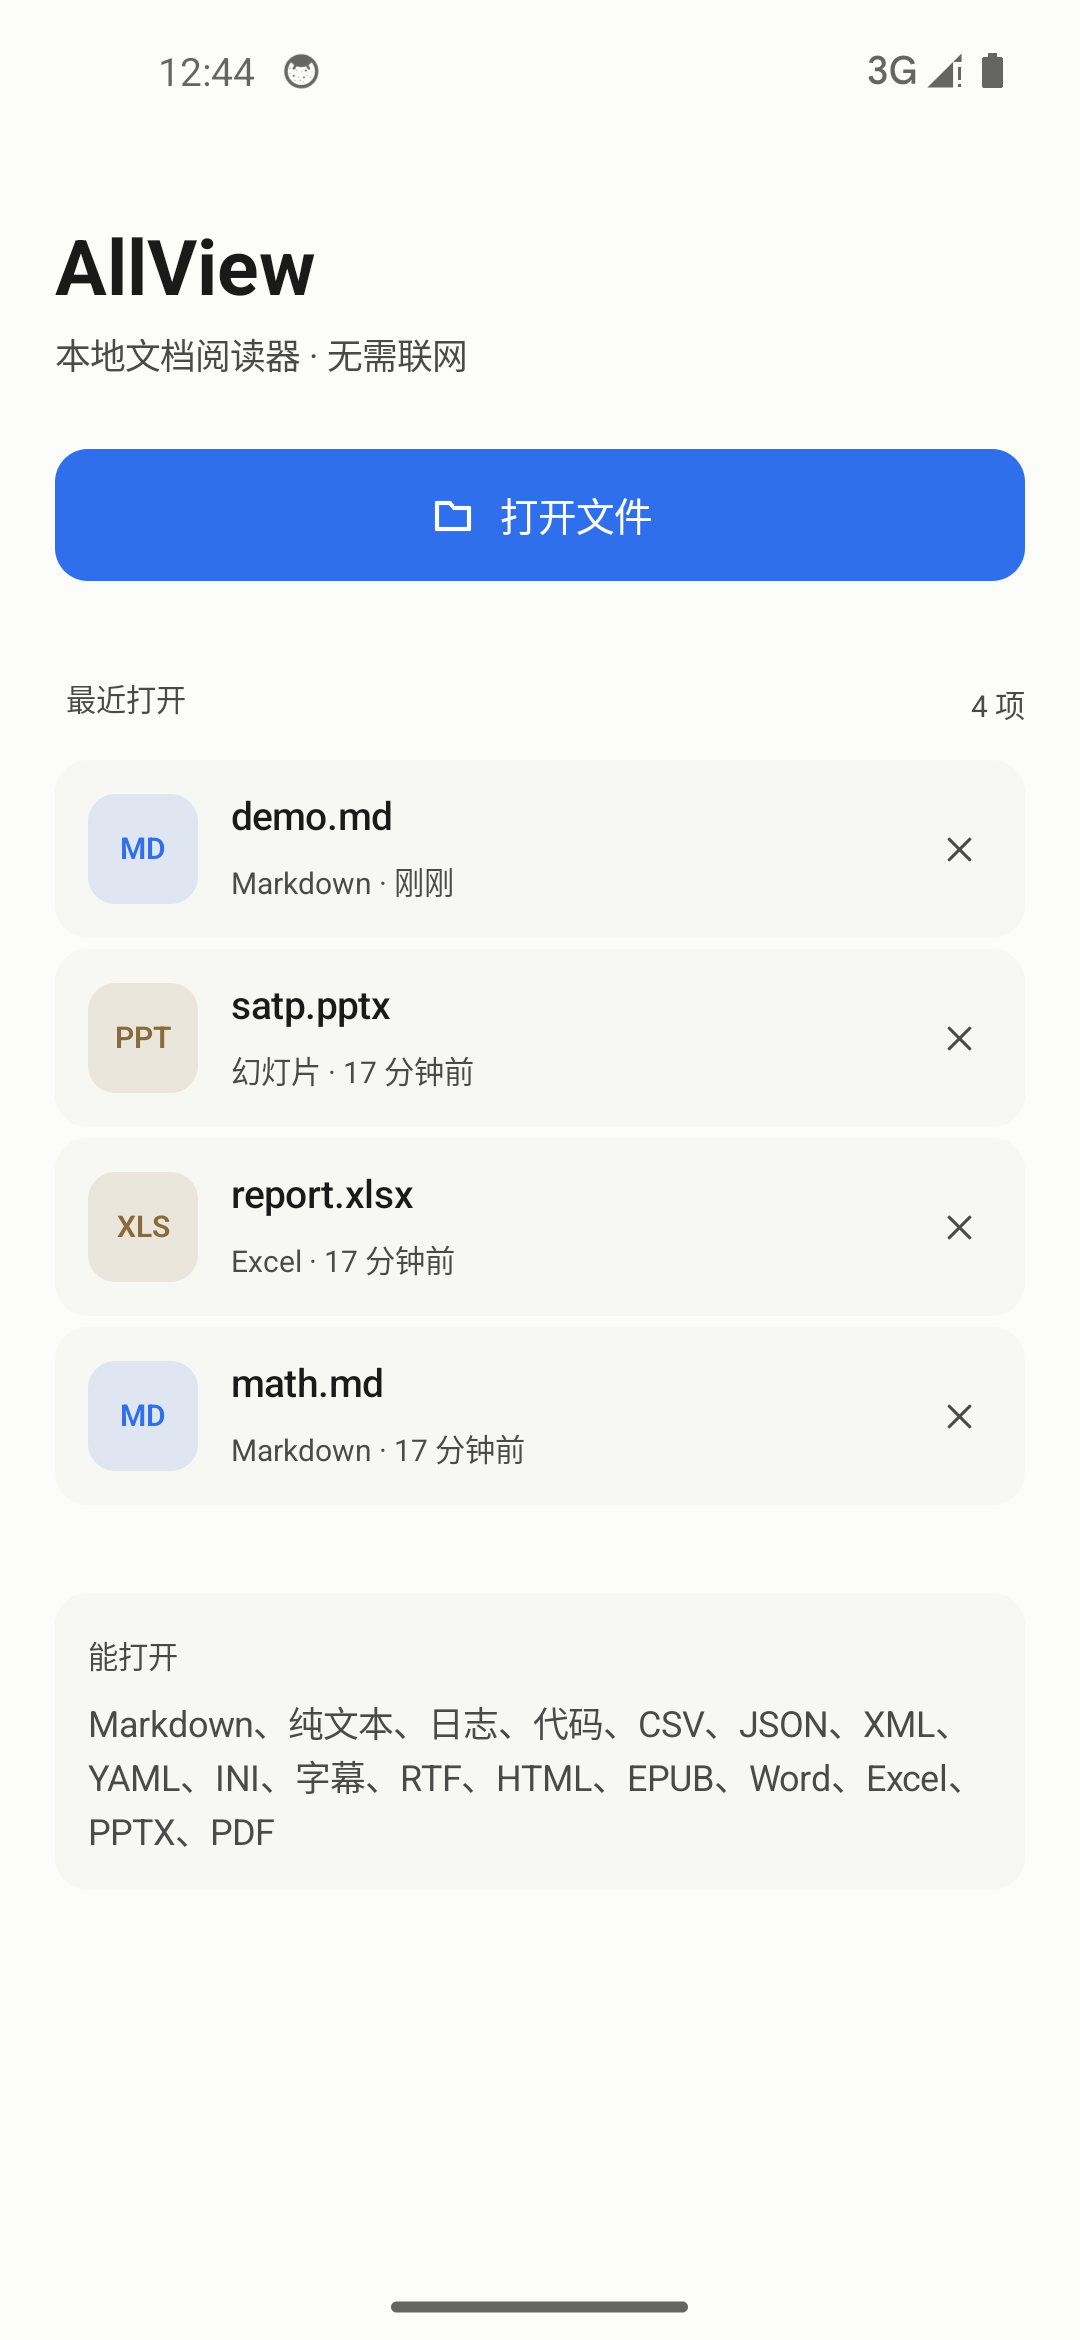 12:44
3G
AllView
本地文档阅读器 · 无需联网
打开文件
最近打开
4 项
MD
demo.md
Markdown · 刚刚
PPT
satp.pptx
幻灯片 · 17 分钟前
XLS
report.xlsx
Excel · 17 分钟前
MD
math.md
Markdown · 17 分钟前
能打开
Markdown、纯文本、日志、代码、CSV、JSON、XML、
YAML、INI、字幕、RTF、HTML、EPUB、Word、Excel、
PPTX、PDF